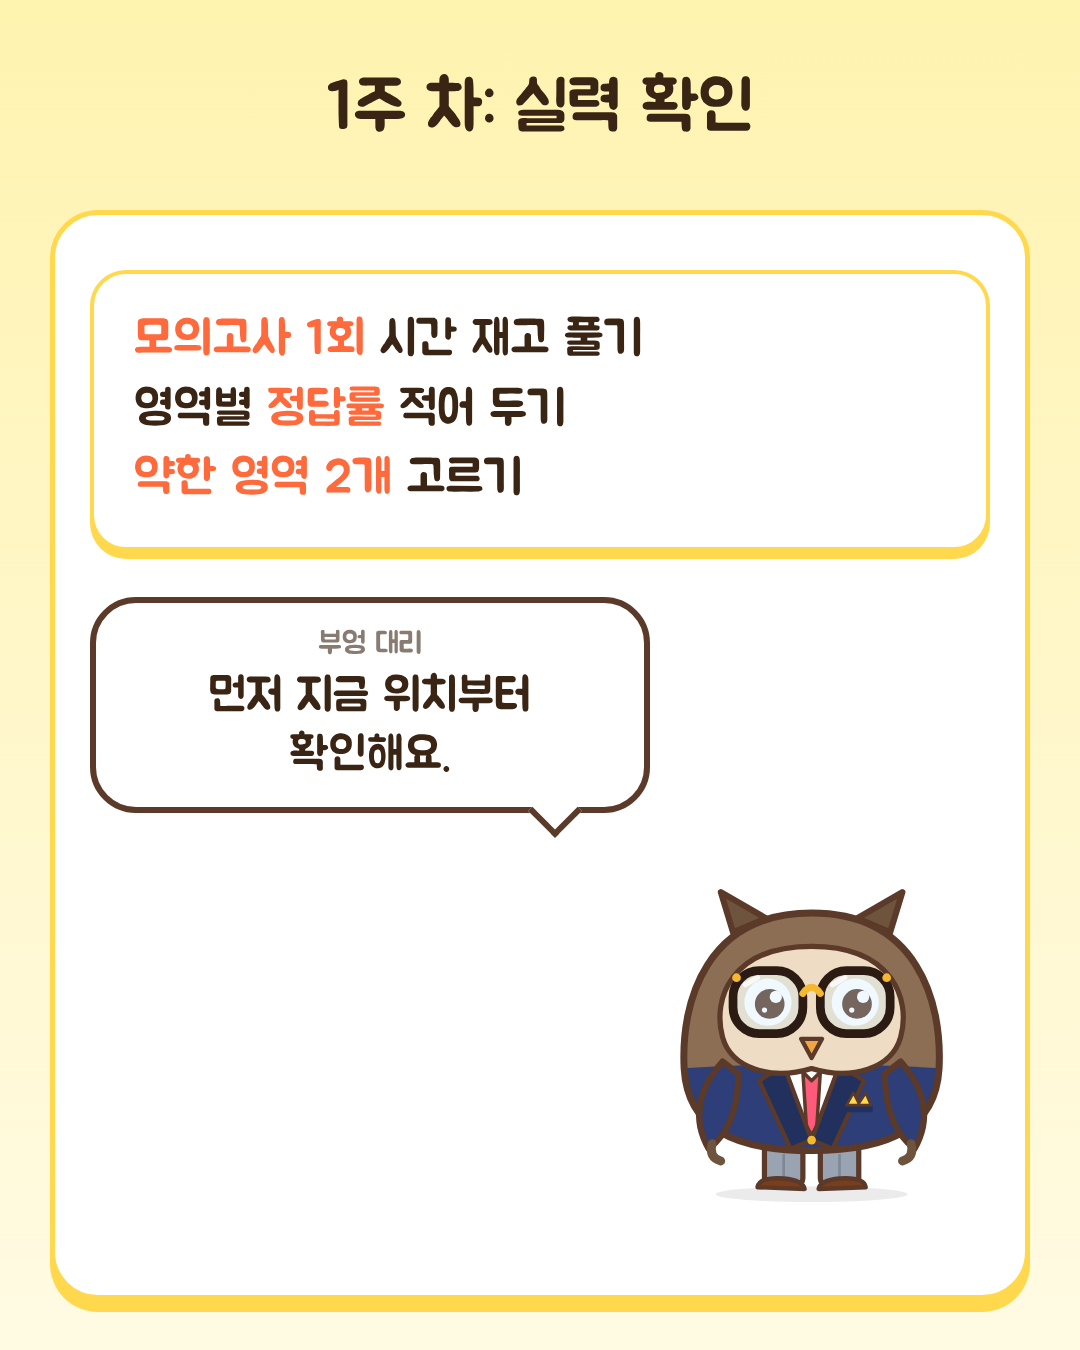 1주 차: 실력 확인
모의고사 1회 시간 재고 풀기
영역별 정답률 적어 두기
약한 영역 2개 고르기
부엉 대리
먼저 지금 위치부터
확인해요.